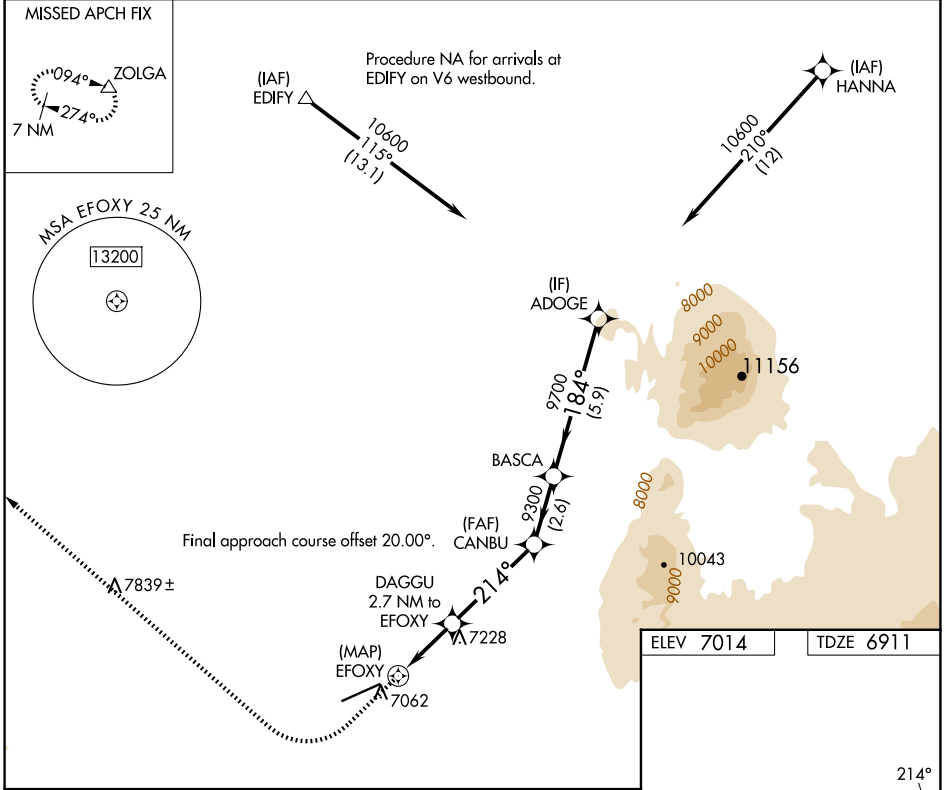 MISSED APCH FIX
094°
ZOLGA
274°
7 NM
Procedure NA for arrivals at
EDIFY on V6 westbound.
(IAF)
EDIFY
10600
115°
(13.1)
(IAF)
HANNA
10600
210°
(12)
MSA EFOXY 25 NM
13200
(IF)
ADOGE
8000
9000
10000
11156
9700
184°
(5.9)
BASCA
9300
(2.6)
8000
(FAF)
CANBU
Final approach course offset 20.00°.
10043
9000
7839 ±
214°
DAGGU
2.7 NM to
EFOXY
7228
(MAP)
EFOXY
7062
ELEV 7014
TDZE 6911
214°